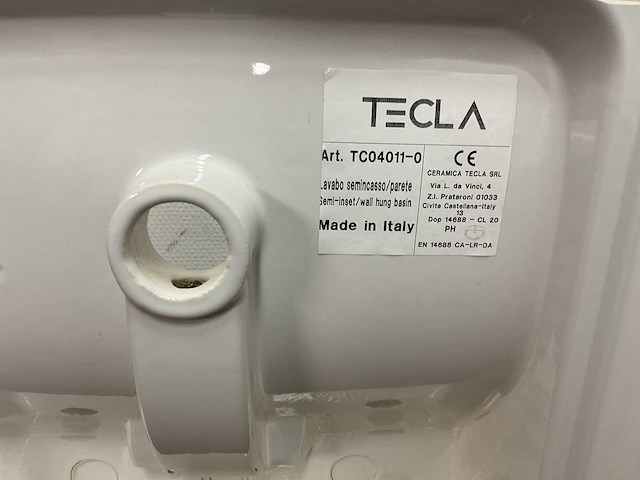 TECLA
Art. TC04011-0
Lavabo semincasso/parete
Semi-inset/wall hung basin
Made in Italy
CE
CERAMICA TECLA SRL
Via L. da Vinci, 4
Z.I. Prataroni 01033
Civita Castellana-Italy
13
Dop 14688 - CL 20
PH
EN 14688 CA-LR-DA